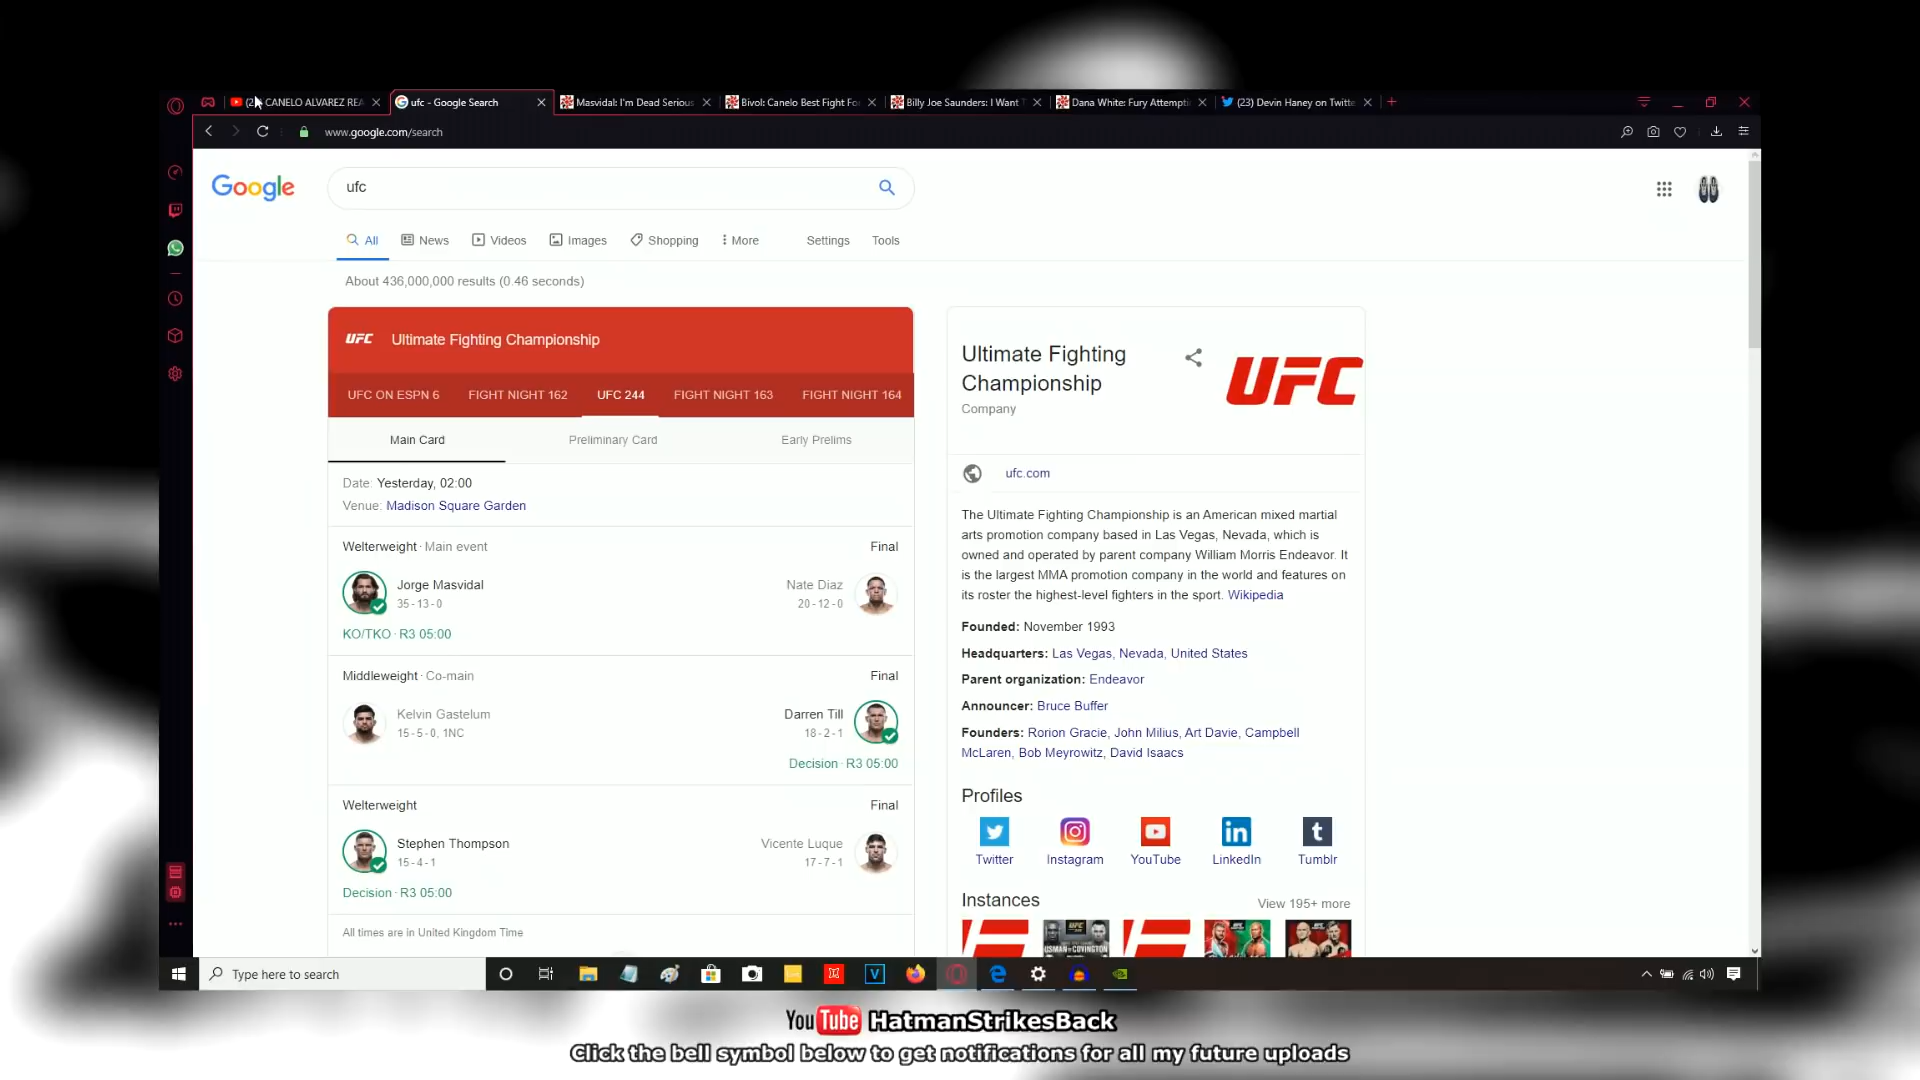 CANELO ALVAREZ REA
ufc - Google Search
Masvidal: I'm Dead Serious
Bivol: Canelo Best Fight For
Billy Joe Saunders: I Want
Dana White: Fury Attempti
(23) Devin Haney on Twitte
www.google.com/search
Google
ufc
All
News
Videos
Images
Shopping
More
Settings
Tools
About 436,000,000 results (0.46 seconds)
UFC
Ultimate Fighting Championship
UFC ON ESPN 6
FIGHT NIGHT 162
UFC 244
FIGHT NIGHT 163
FIGHT NIGHT 164
Main Card
Preliminary Card
Early Prelims
Date: Yesterday, 02:00
Venue: Madison Square Garden
Welterweight · Main event
Final
Jorge Masvidal
35-13-0
Nate Diaz
20-12-0
KO/TKO · R3 05:00
Middleweight · Co-main
Final
Kelvin Gastelum
15-5-0, 1NC
Darren Till
18-2-1
Decision · R3 05:00
Welterweight
Final
Stephen Thompson
15-4-1
Vicente Luque
17-7-1
Decision · R3 05:00
All times are in United Kingdom Time
Ultimate Fighting
Championship
Company
UFC
ufc.com
The Ultimate Fighting Championship is an American mixed martial
arts promotion company based in Las Vegas, Nevada, which is
owned and operated by parent company William Morris Endeavor. It
is the largest MMA promotion company in the world and features on
its roster the highest-level fighters in the sport. Wikipedia
Founded: November 1993
Headquarters: Las Vegas, Nevada, United States
Parent organization: Endeavor
Announcer: Bruce Buffer
Founders: Rorion Gracie, John Milius, Art Davie, Campbell
McLaren, Bob Meyrowitz, David Isaacs
Profiles
Twitter
Instagram
YouTube
LinkedIn
Tumblr
Instances
View 195+ more
USMAN COVINGTON
Type here to search
YouTube HatmanStrikesBack
Click the bell symbol below to get notifications for all my future uploads